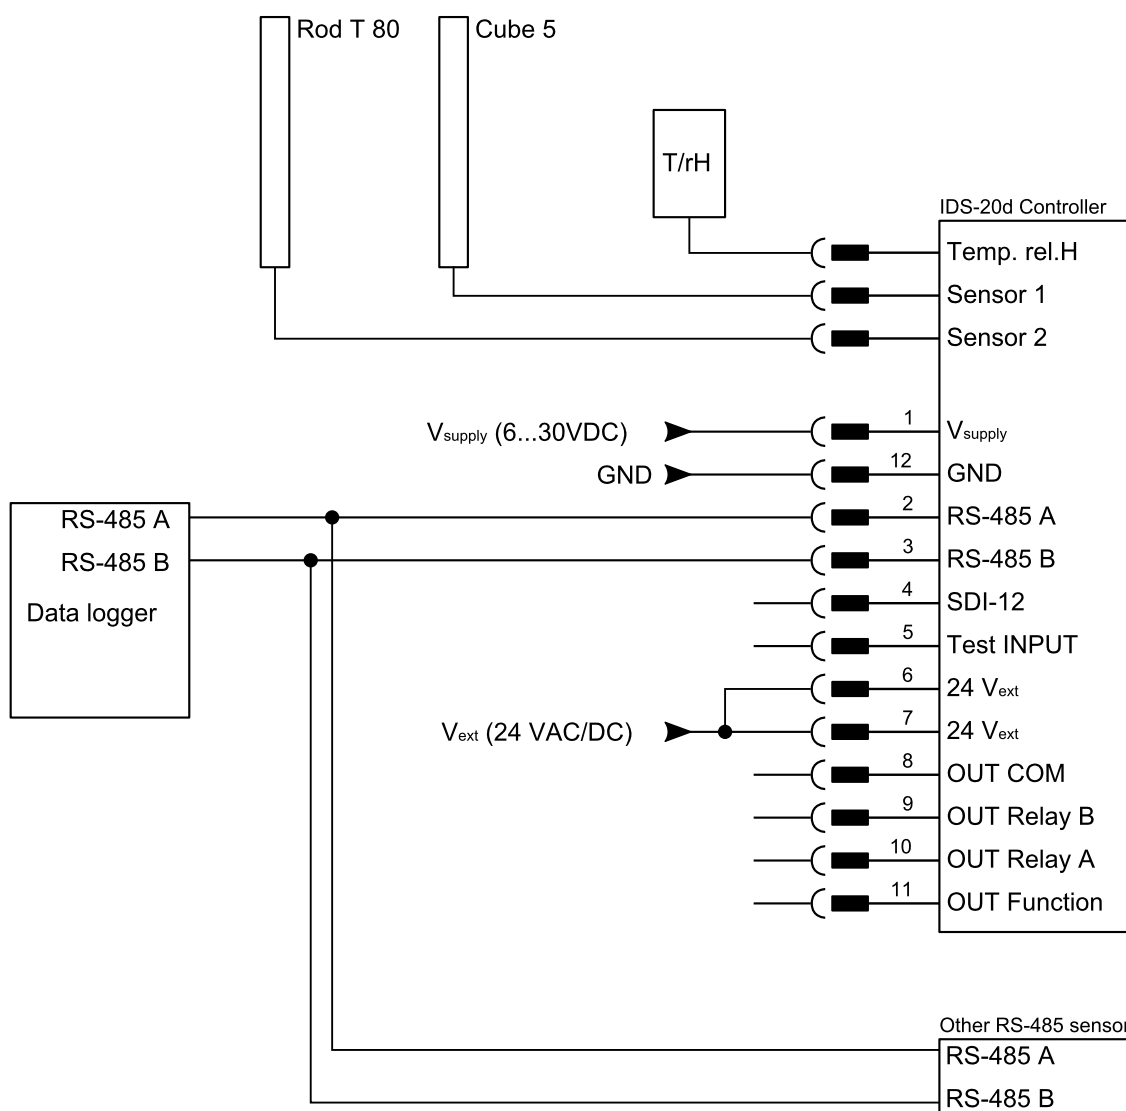 Rod T 80
Cube 5
T/rH
IDS-20d Controller
Temp. rel.H
Sensor 1
Sensor 2
Vsupply (6...30VDC)
1
Vsupply
GND
12
GND
RS-485 A
2
RS-485 A
RS-485 B
3
RS-485 B
Data logger
4
SDI-12
5
Test INPUT
6
24 Vext
Vext (24 VAC/DC)
7
24 Vext
8
OUT COM
9
OUT Relay B
10
OUT Relay A
11
OUT Function
Other RS-485 sensor
RS-485 A
RS-485 B